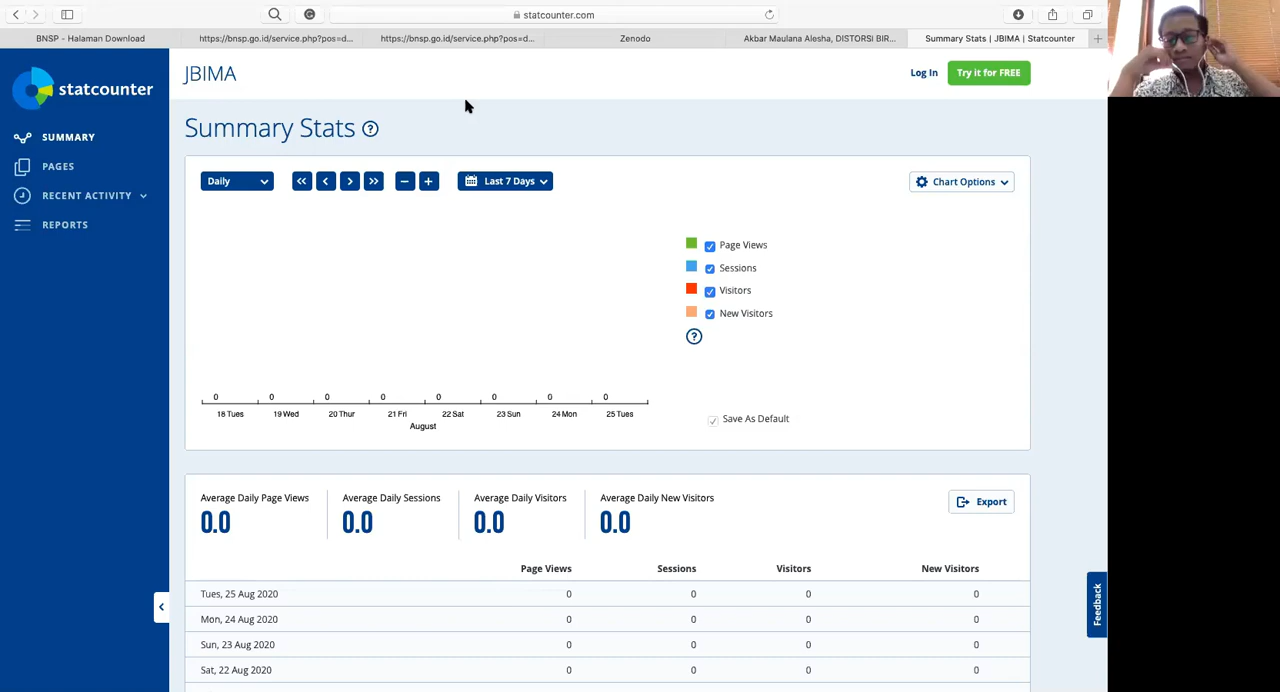 statcounter.com
BNSP - Halaman Download
https://bnsp.go.id/service.php?pos=d...
https://bnsp.go.id/service.php?pos=d...
Zenodo
Akbar Maulana Alesha, DISTORSI BIR...
Summary Stats | JBIMA | Statcounter
statcounter
SUMMARY
PAGES
RECENT ACTIVITY
REPORTS
JBIMA
Log In
Try it for FREE
Summary Stats ?
Daily
Last 7 Days
Chart Options
Page Views
Sessions
Visitors
New Visitors
?
0 0 0 0 0 0 0 0
18 Tues 19 Wed 20 Thur 21 Fri 22 Sat 23 Sun 24 Mon 25 Tues
August
Save As Default
Average Daily Page Views Average Daily Sessions Average Daily Visitors Average Daily New Visitors
0.0 0.0 0.0 0.0
Export
Page Views Sessions Visitors New Visitors
Tues, 25 Aug 2020 0 0 0 0
Mon, 24 Aug 2020 0 0 0 0
Sun, 23 Aug 2020 0 0 0 0
Sat, 22 Aug 2020 0 0 0 0
Feedback